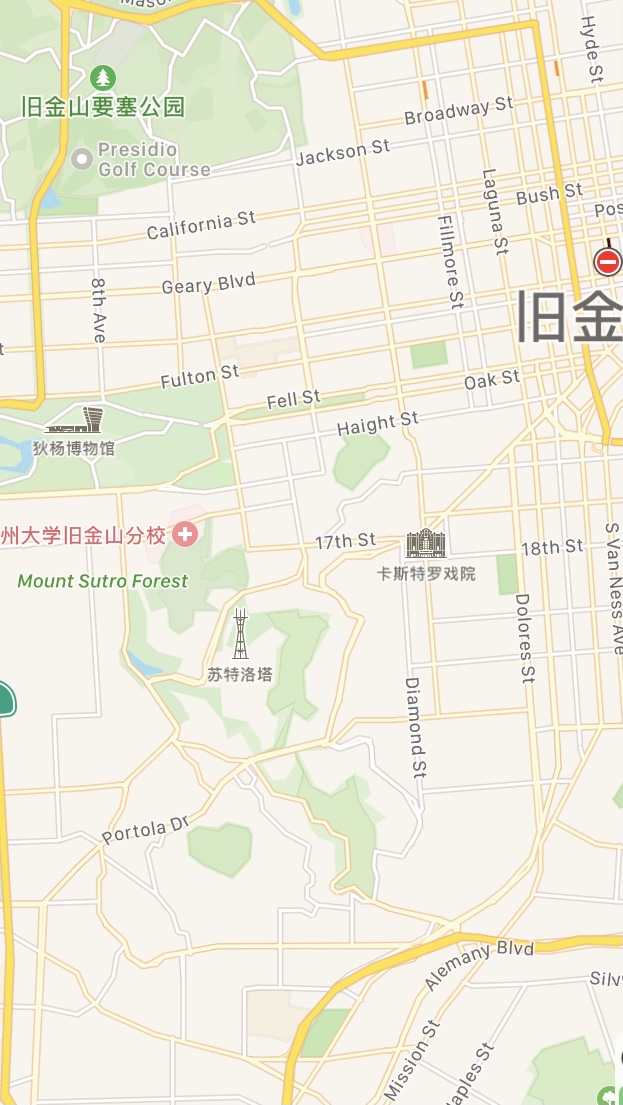 Hyde St
旧金山要塞公园
Broadway St
Presidio
Golf Course
Jackson St
Laguna St
Bush St
California St
Fillmore St
Geary Blvd
8th Ave
旧金
Fulton St
Oak St
Fell St
Haight St
狄杨博物馆
州大学旧金山分校
17th St
18th St
S Van Ness Ave
卡斯特罗戏院
Mount Sutro Forest
Dolores St
苏特洛塔
Diamond St
Portola Dr
Alemany Blvd
Mission St